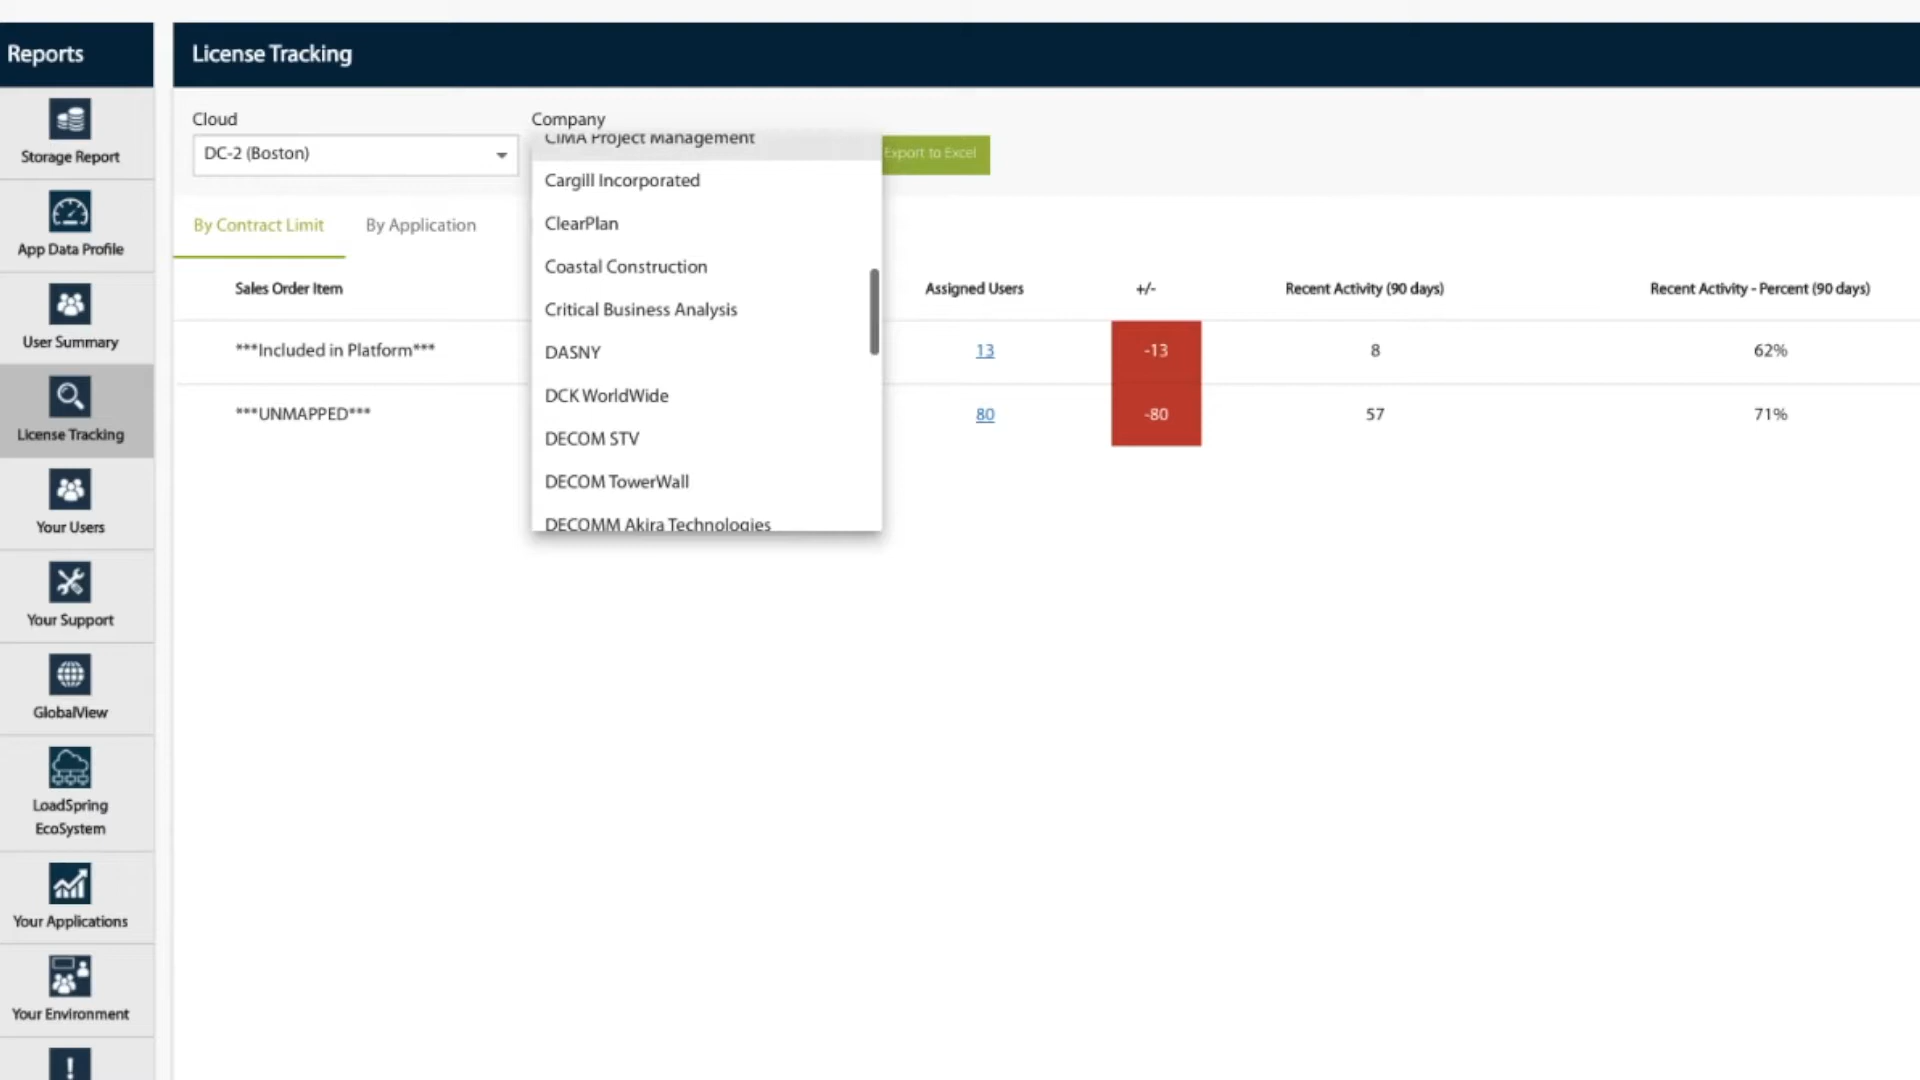 Reports
License Tracking
Storage Report
App Data Profile
User Summary
License Tracking
Your Users
Your Support
GlobalView
LoadSpring
EcoSystem
Your Applications
Your Environment
Cloud
DC-2 (Boston)
Company
CIMA Project Management
Cargill Incorporated
ClearPlan
Coastal Construction
Critical Business Analysis
DASNY
DCK WorldWide
DECOM STV
DECOM TowerWall
DECOMM Akira Technologies
Export to Excel
By Contract Limit By Application
Sales Order Item Assigned Users +/- Recent Activity (90 days) Recent Activity - Percent (90 days)
***Included in Platform*** 13 -13 8 62%
***UNMAPPED*** 80 -80 57 71%